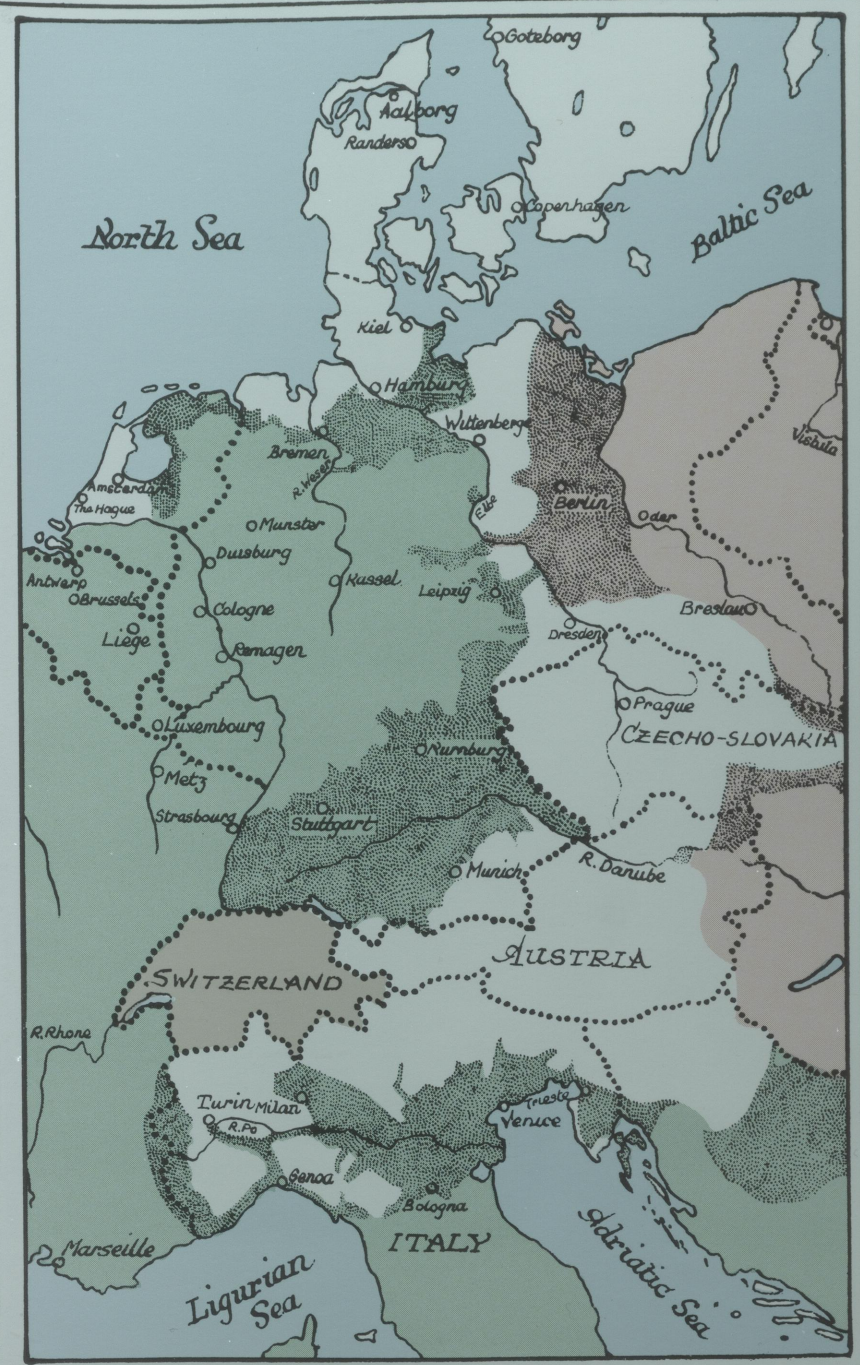 Goteborg
Aalborg
Randers
Copenhagen
North Sea
Baltic Sea
Kiel
Hamburg
Wittenberge
Vistula
Bremen
R. Weser
Amsterdam
The Hague
Elbe
Berlin
Oder
Munster
Duisburg
Antwerp
Brussels
Kassel
Leipzig
Cologne
Breslau
Liege
Dresden
Remagen
Luxembourg
Prague
CZECHO-SLOVAKIA
Nurnburg
Metz
Strasbourg
Stuttgart
Munich
R. Danube
AUSTRIA
SWITZERLAND
R. Rhone
Turin
Milan
R. Po
Trieste
Venice
Genoa
Bologna
ITALY
Marseille
Ligurian
Sea
Adriatic Sea